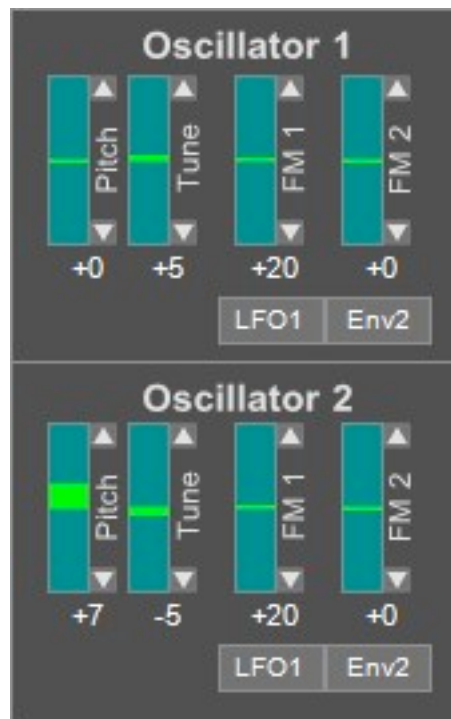 Oscillator 1
Pitch Tune FM 1 FM 2
+0 +5 +20 +0
LFO1 Env2
Oscillator 2
Pitch Tune FM 1 FM 2
+7 -5 +20 +0
LFO1 Env2